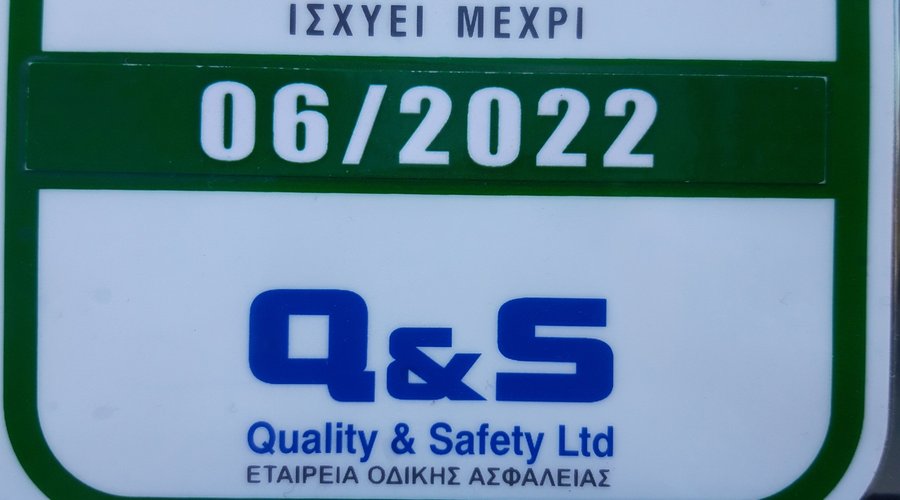 ΙΣΧΥΕΙ ΜΕΧΡΙ
06/2022
Q&S
Quality & Safety Ltd
ΕΤΑΙΡΕΙΑ ΟΔΙΚΗΣ ΑΣΦΑΛΕΙΑΣ